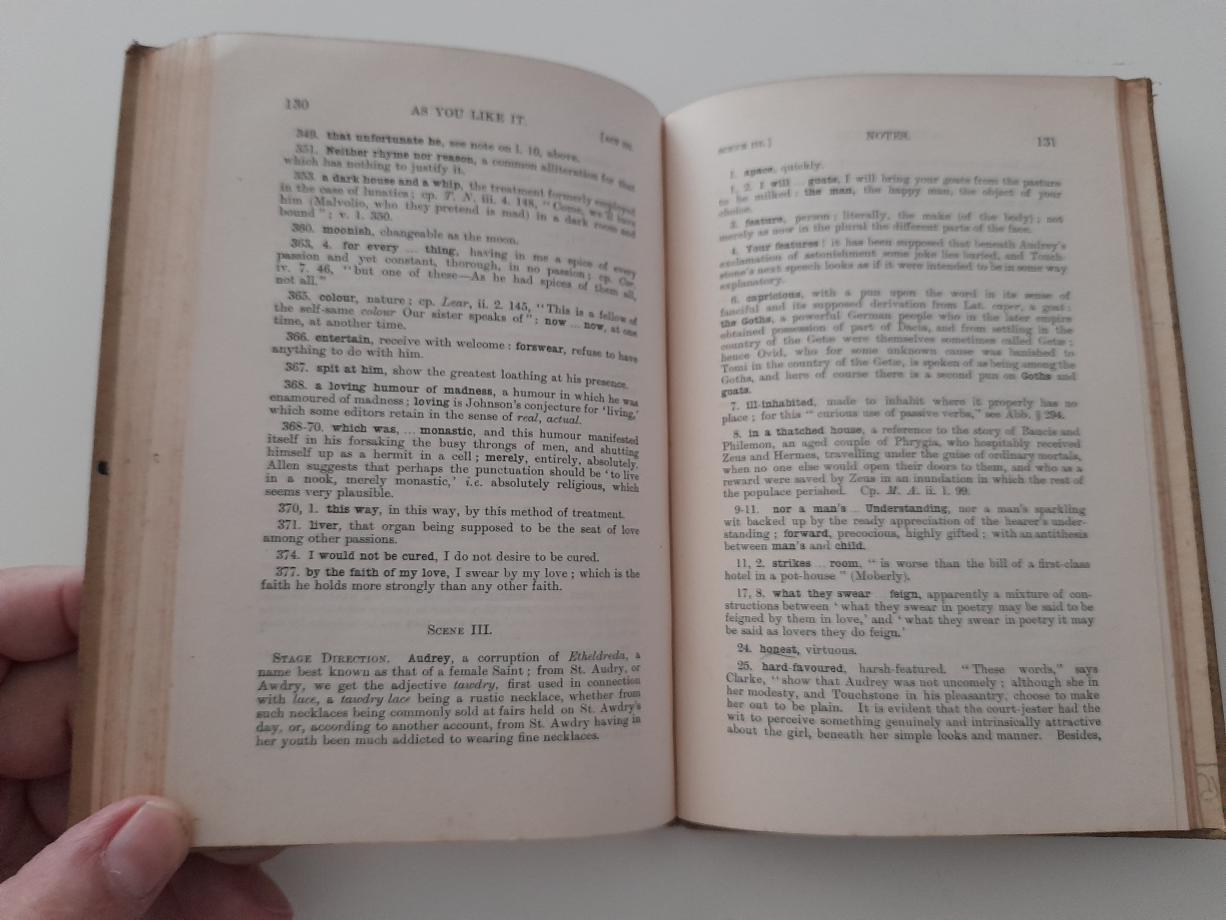 130
AS YOU LIKE IT.
[ACT III.
349. that unfortunate he, see note on l. 10, above.
351. Neither rhyme nor reason, a common alliteration for that
which has nothing to justify it.
353. a dark house and a whip, the treatment formerly employed
in the case of lunatics; cp. T. N. iii. 4. 148, "Come, we'll have
him (Malvolio, who they pretend is mad) in a dark room and
bound"; v. 1. 350.
360. moonish, changeable as the moon.
363, 4. for every ... thing, having in me a spice of every
passion and yet constant, thorough, in no passion; cp. Cor.
iv. 7. 46, "but one of these—As he had spices of them all,
not all."
365. colour, nature; cp. Lear, ii. 2. 145, "This is a fellow of
the self-same colour Our sister speaks of": now ... now, at one
time, at another time.
366. entertain, receive with welcome: forswear, refuse to have
anything to do with him.
367. spit at him, show the greatest loathing at his presence.
368. a loving humour of madness, a humour in which he was
enamoured of madness; loving is Johnson's conjecture for 'living,'
which some editors retain in the sense of real, actual.
368-70. which was, ... monastic, and this humour manifested
itself in his forsaking the busy throngs of men, and shutting
himself up as a hermit in a cell; merely, entirely, absolutely.
Allen suggests that perhaps the punctuation should be 'to live
in a nook, merely monastic,' i.e. absolutely religious, which
seems very plausible.
370, 1. this way, in this way, by this method of treatment.
371. liver, that organ being supposed to be the seat of love
among other passions.
374. I would not be cured, I do not desire to be cured.
377. by the faith of my love, I swear by my love; which is the
faith he holds more strongly than any other faith.
SCENE III.
STAGE DIRECTION. Audrey, a corruption of Etheldreda, a
name best known as that of a female Saint; from St. Audry, or
Awdry, we get the adjective tawdry, first used in connection
with lace, a tawdry lace being a rustic necklace, whether from
such necklaces being commonly sold at fairs held on St. Awdry's
day, or, according to another account, from St. Awdry having in
her youth been much addicted to wearing fine necklaces.
SCENE III.]
NOTES.
131
1. apace, quickly.
1, 2. I will ... goats, I will bring your goats from the pasture
to be milked: the man, the happy man, the object of your
choice.
3. feature, person; literally, the make (of the body); not
merely as now in the plural the different parts of the face.
4. Your features! it has been supposed that beneath Audrey's
exclamation of astonishment some joke lies buried, and Touch-
stone's next speech looks as if it were intended to be in some way
explanatory.
6. capricious, with a pun upon the word in its sense of
fanciful and its supposed derivation from Lat. caper, a goat:
the Goths, a powerful German people who in the later empire
obtained possession of part of Dacia, and from settling in the
country of the Getæ were themselves sometimes called Getæ;
hence Ovid, who for some unknown cause was banished to
Tomi in the country of the Getæ, is spoken of as being among the
Goths, and here of course there is a second pun on Goths and
goats.
7. ill-inhabited, made to inhabit where it properly has no
place; for this "curious use of passive verbs," see Abb. § 294.
8. in a thatched house, a reference to the story of Baucis and
Philemon, an aged couple of Phrygia, who hospitably received
Zeus and Hermes, travelling under the guise of ordinary mortals,
when no one else would open their doors to them, and who as a
reward were saved by Zeus in an inundation in which the rest of
the populace perished. Cp. M. A. ii. 1. 99.
9-11. nor a man's ... Understanding, nor a man's sparkling
wit backed up by the ready appreciation of the hearer's under-
standing; forward, precocious, highly gifted; with an antithesis
between man's and child.
11, 2. strikes ... room, "is worse than the bill of a first-class
hotel in a pot-house" (Moberly).
17, 8. what they swear ... feign, apparently a mixture of con-
structions between 'what they swear in poetry may be said to be
feigned by them in love,' and 'what they swear in poetry it may
be said as lovers they do feign.'
24. honest, virtuous.
25. hard-favoured, harsh-featured. "These words," says
Clarke, "show that Audrey was not uncomely; although she in
her modesty, and Touchstone in his pleasantry, choose to make
her out to be plain. It is evident that the court-jester had the
wit to perceive something genuinely and intrinsically attractive
about the girl, beneath her simple looks and manner. Besides,